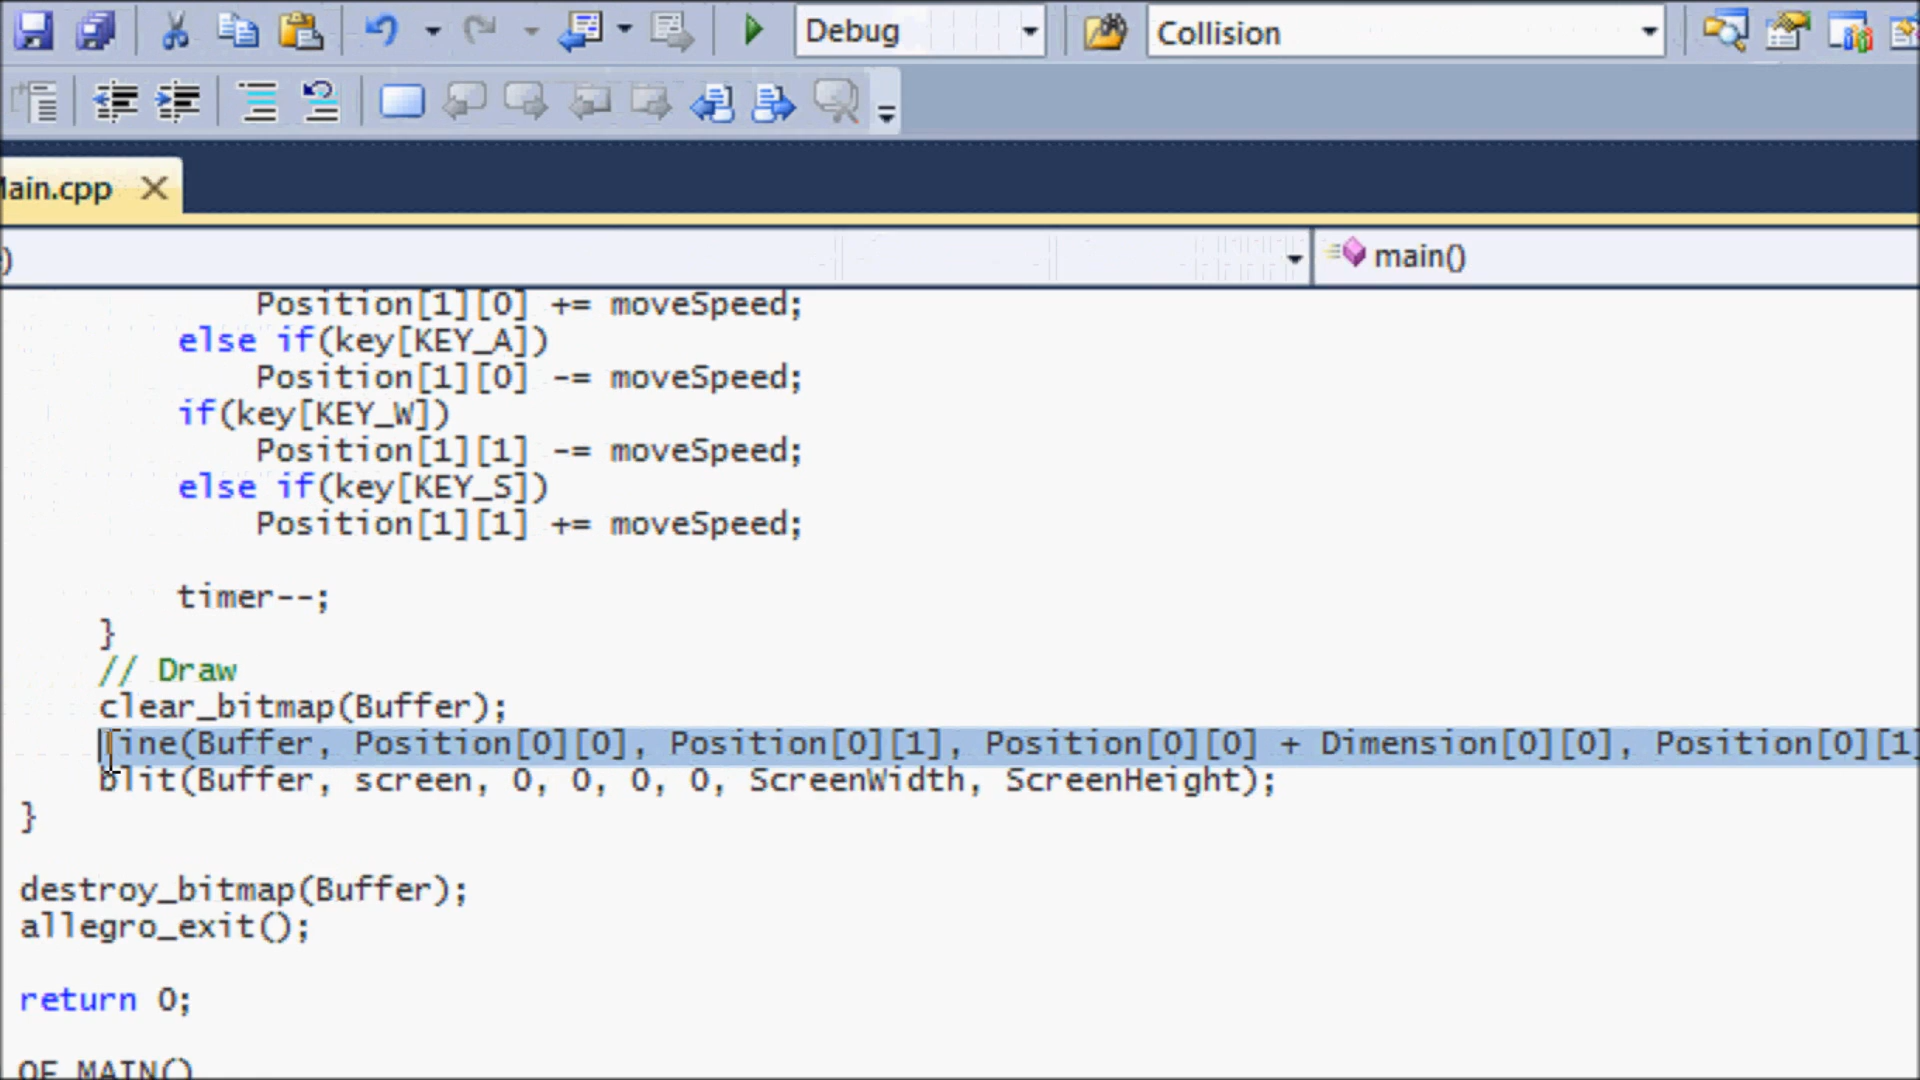 Debug
Collision
Main.cpp
)
main()
Position[1][0] += moveSpeed;
else if(key[KEY_A])
Position[1][0] -= moveSpeed;
if(key[KEY_W])
Position[1][1] -= moveSpeed;
else if(key[KEY_S])
Position[1][1] += moveSpeed;
timer--;
}
// Draw
clear_bitmap(Buffer);
line(Buffer, Position[0][0], Position[0][1], Position[0][0] + Dimension[0][0], Position[0][1]
blit(Buffer, screen, 0, 0, 0, 0, ScreenWidth, ScreenHeight);
}
destroy_bitmap(Buffer);
allegro_exit();
return 0;
OF_MAIN()